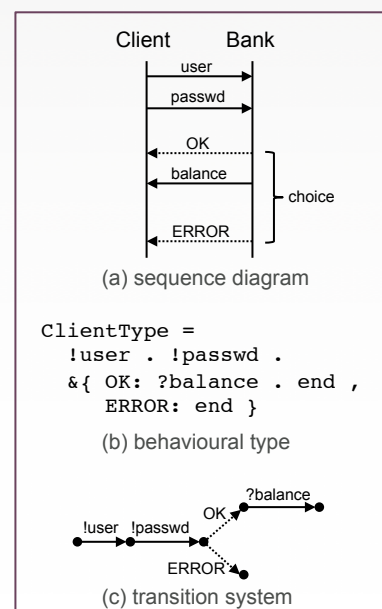 Client Bank
user
passwd
OK
balance
choice
ERROR
(a) sequence diagram
ClientType =
!user . !passwd .
&{ OK: ?balance . end ,
ERROR: end }
(b) behavioural type
?balance
!user !passwd OK
ERROR
(c) transition system